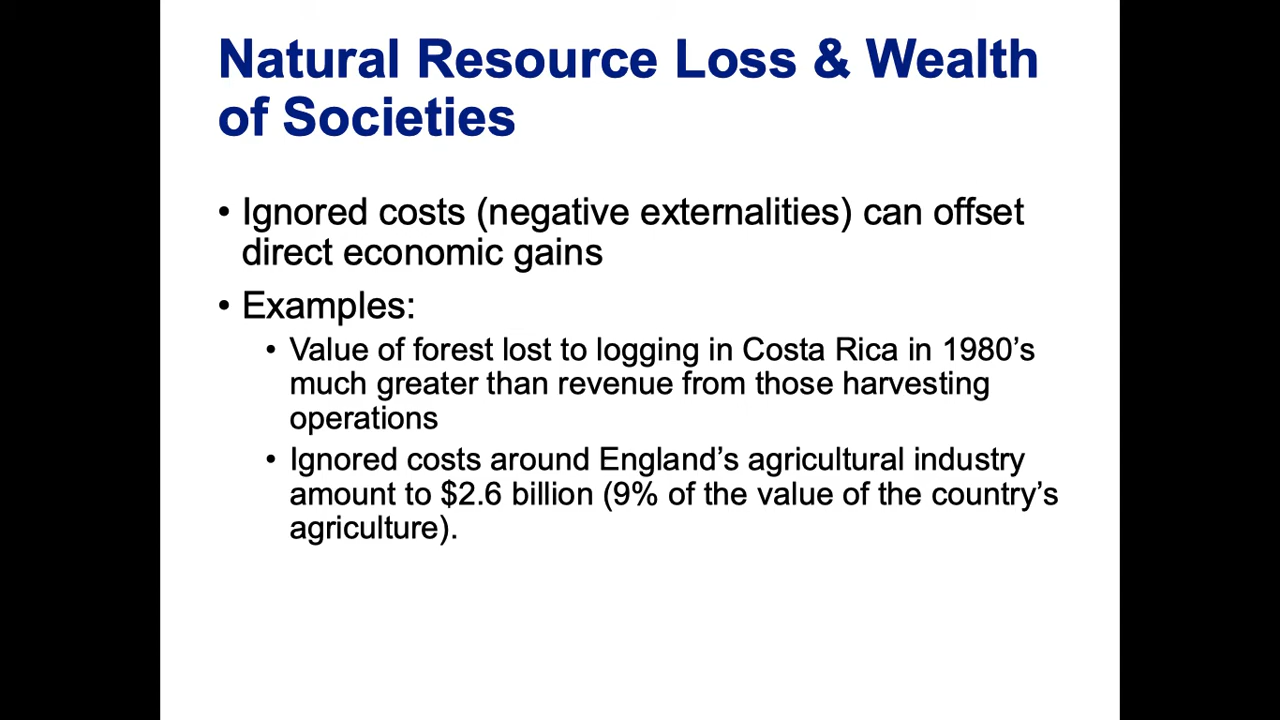 Natural Resource Loss & Wealth
of Societies
• Ignored costs (negative externalities) can offset
direct economic gains
• Examples:
• Value of forest lost to logging in Costa Rica in 1980’s
much greater than revenue from those harvesting
operations
• Ignored costs around England’s agricultural industry
amount to $2.6 billion (9% of the value of the country’s
agriculture).